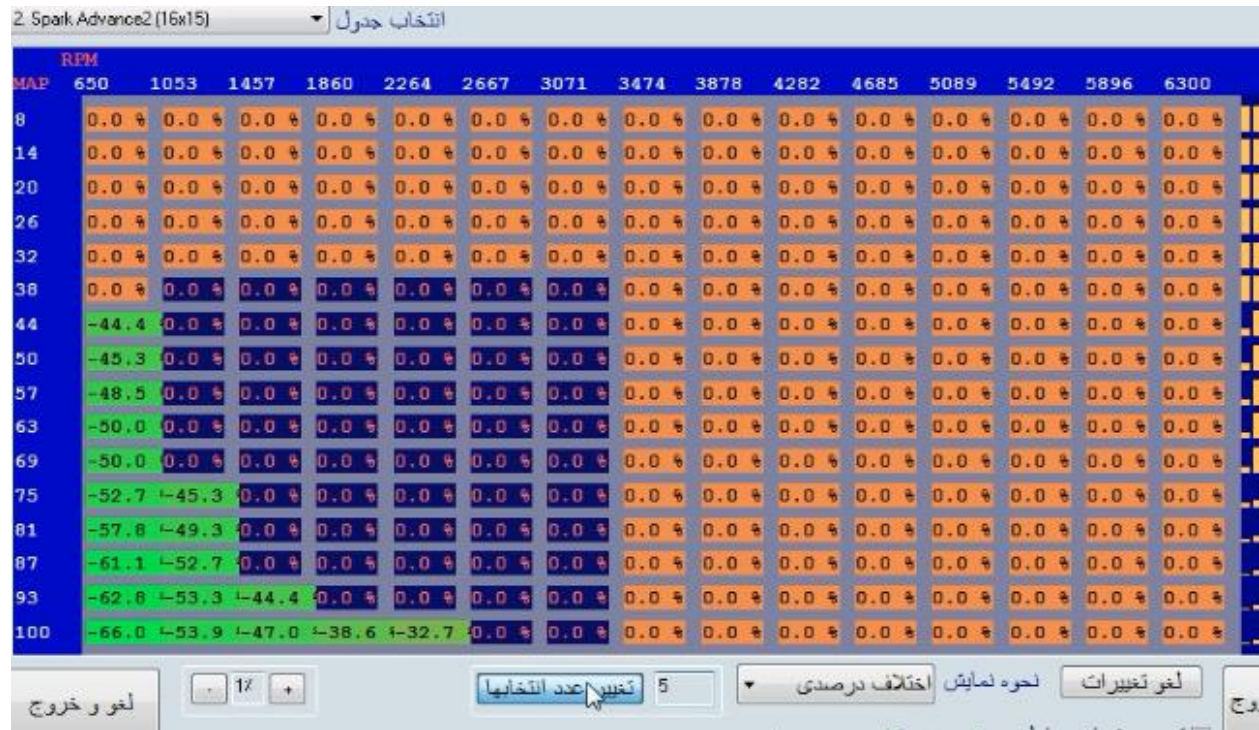 2. Spark Advance2 (16x15) انتخاب جدول
RPM
MAP 650 1053 1457 1860 2264 2667 3071 3474 3878 4282 4685 5089 5492 5896 6300
8 0.0 % 0.0 % 0.0 % 0.0 % 0.0 % 0.0 % 0.0 % 0.0 % 0.0 % 0.0 % 0.0 % 0.0 % 0.0 % 0.0 % 0.0 %
14 0.0 % 0.0 % 0.0 % 0.0 % 0.0 % 0.0 % 0.0 % 0.0 % 0.0 % 0.0 % 0.0 % 0.0 % 0.0 % 0.0 % 0.0 %
20 0.0 % 0.0 % 0.0 % 0.0 % 0.0 % 0.0 % 0.0 % 0.0 % 0.0 % 0.0 % 0.0 % 0.0 % 0.0 % 0.0 % 0.0 %
26 0.0 % 0.0 % 0.0 % 0.0 % 0.0 % 0.0 % 0.0 % 0.0 % 0.0 % 0.0 % 0.0 % 0.0 % 0.0 % 0.0 % 0.0 %
32 0.0 % 0.0 % 0.0 % 0.0 % 0.0 % 0.0 % 0.0 % 0.0 % 0.0 % 0.0 % 0.0 % 0.0 % 0.0 % 0.0 % 0.0 %
38 0.0 % 0.0 % 0.0 % 0.0 % 0.0 % 0.0 % 0.0 % 0.0 % 0.0 % 0.0 % 0.0 % 0.0 % 0.0 % 0.0 % 0.0 %
44 -44.4 0.0 % 0.0 % 0.0 % 0.0 % 0.0 % 0.0 % 0.0 % 0.0 % 0.0 % 0.0 % 0.0 % 0.0 % 0.0 % 0.0 %
50 -45.3 0.0 % 0.0 % 0.0 % 0.0 % 0.0 % 0.0 % 0.0 % 0.0 % 0.0 % 0.0 % 0.0 % 0.0 % 0.0 % 0.0 %
57 -48.5 0.0 % 0.0 % 0.0 % 0.0 % 0.0 % 0.0 % 0.0 % 0.0 % 0.0 % 0.0 % 0.0 % 0.0 % 0.0 % 0.0 %
63 -50.0 0.0 % 0.0 % 0.0 % 0.0 % 0.0 % 0.0 % 0.0 % 0.0 % 0.0 % 0.0 % 0.0 % 0.0 % 0.0 % 0.0 %
69 -50.0 0.0 % 0.0 % 0.0 % 0.0 % 0.0 % 0.0 % 0.0 % 0.0 % 0.0 % 0.0 % 0.0 % 0.0 % 0.0 % 0.0 %
75 -52.7 -45.3 0.0 % 0.0 % 0.0 % 0.0 % 0.0 % 0.0 % 0.0 % 0.0 % 0.0 % 0.0 % 0.0 % 0.0 % 0.0 %
81 -57.8 -49.3 0.0 % 0.0 % 0.0 % 0.0 % 0.0 % 0.0 % 0.0 % 0.0 % 0.0 % 0.0 % 0.0 % 0.0 % 0.0 %
87 -61.1 -52.7 0.0 % 0.0 % 0.0 % 0.0 % 0.0 % 0.0 % 0.0 % 0.0 % 0.0 % 0.0 % 0.0 % 0.0 % 0.0 %
93 -62.8 -53.3 -44.4 0.0 % 0.0 % 0.0 % 0.0 % 0.0 % 0.0 % 0.0 % 0.0 % 0.0 % 0.0 % 0.0 % 0.0 %
100 -66.0 -53.9 -47.0 -38.6 -32.7 0.0 % 0.0 % 0.0 % 0.0 % 0.0 % 0.0 % 0.0 % 0.0 % 0.0 % 0.0 %
لغو تغییرات نحوه نمایش اختلاف درصدی 5 تغییر عدد انتخابها + 1% - لغو و خروج